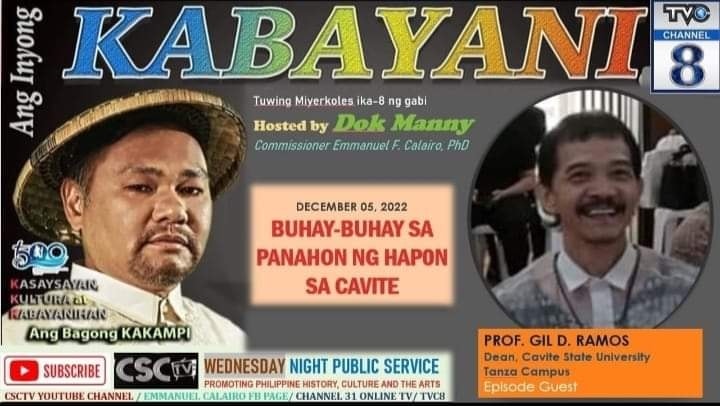 Ang Inyong
KABAYANI
TVC
CHANNEL
8
Tuwing Miyerkoles ika-8 ng gabi
Hosted by Dok Manny
Commissioner Emmanuel F. Calairo, PhD
DECEMBER 05, 2022
BUHAY-BUHAY SA
PANAHON NG HAPON
SA CAVITE
500
KASAYSAYAN,
KULTURA at
KABAYANIHAN
Ang Bagong KAKAMPI
PROF. GIL D. RAMOS
Dean, Cavite State University
Tanza Campus
Episode Guest
SUBSCRIBE
CSC TV
WEDNESDAY NIGHT PUBLIC SERVICE
PROMOTING PHILIPPINE HISTORY, CULTURE AND THE ARTS
CSCTV YOUTUBE CHANNEL / EMMANUEL CALAIRO FB PAGE/ CHANNEL 31 ONLINE TV/ TVC8